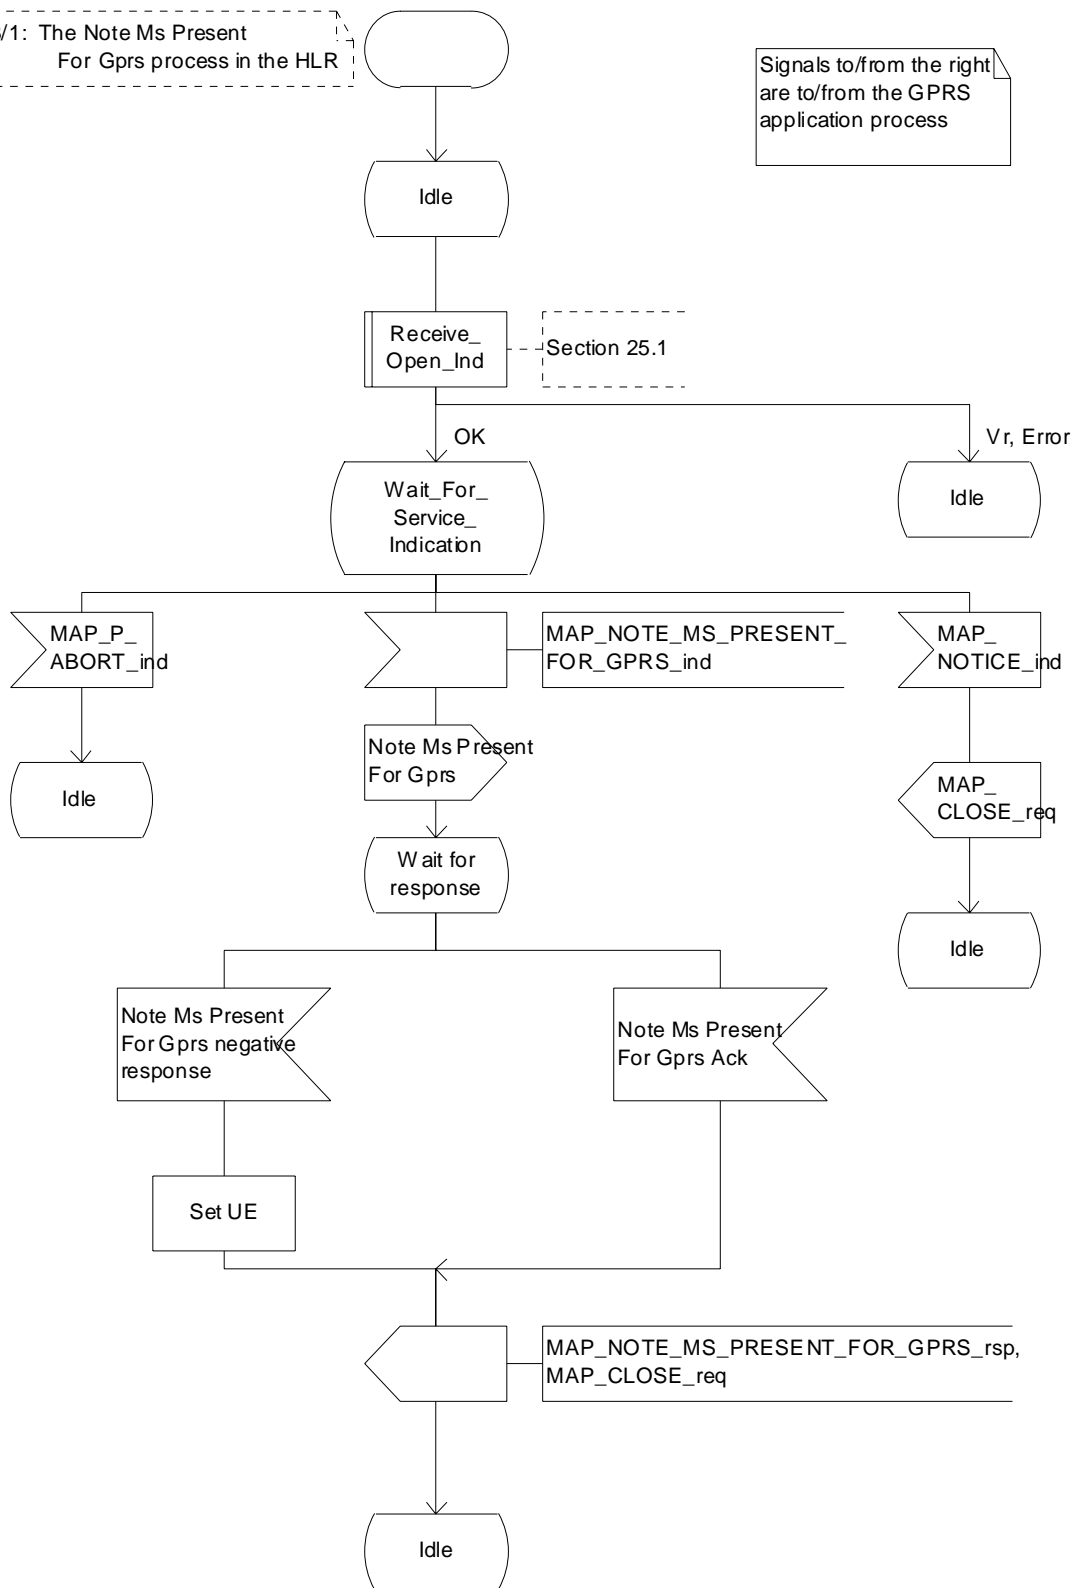 /1: The Note Ms Present
For Gprs process in the HLR
Signals to/from the right
are to/from the GPRS
application process
Idle
Receive_
Open_Ind
Section 25.1
OK
Vr, Error
Wait_For_
Service_
Indication
Idle
MAP_P_
ABORT_ind
MAP_NOTE_MS_PRESENT_
FOR_GPRS_ind
MAP_
NOTICE_ind
Note Ms Present
For Gprs
Idle
MAP_
CLOSE_req
Wait for
response
Idle
Note Ms Present
For Gprs negative
response
Note Ms Present
For Gprs Ack
Set UE
MAP_NOTE_MS_PRESENT_FOR_GPRS_rsp,
MAP_CLOSE_req
Idle